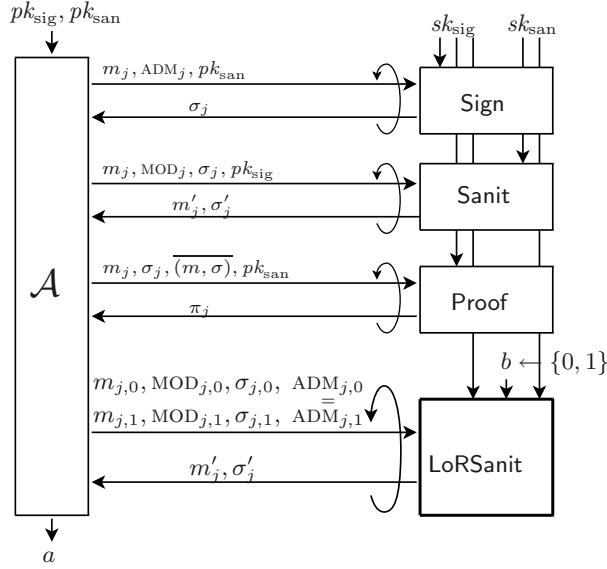 pk_sig, pk_san
sk_sig sk_san
m_j, ADM_j, pk_san
σ_j
Sign
m_j, MOD_j, σ_j, pk_sig
m′_j, σ′_j
Sanit
A
m_j, σ_j, \overline{(m, σ)}, pk_san
π_j
Proof
b ← {0, 1}
m_{j,0}, MOD_{j,0}, σ_{j,0}, ADM_{j,0}
=
m_{j,1}, MOD_{j,1}, σ_{j,1}, ADM_{j,1}
m′_j, σ′_j
LoRSanit
a